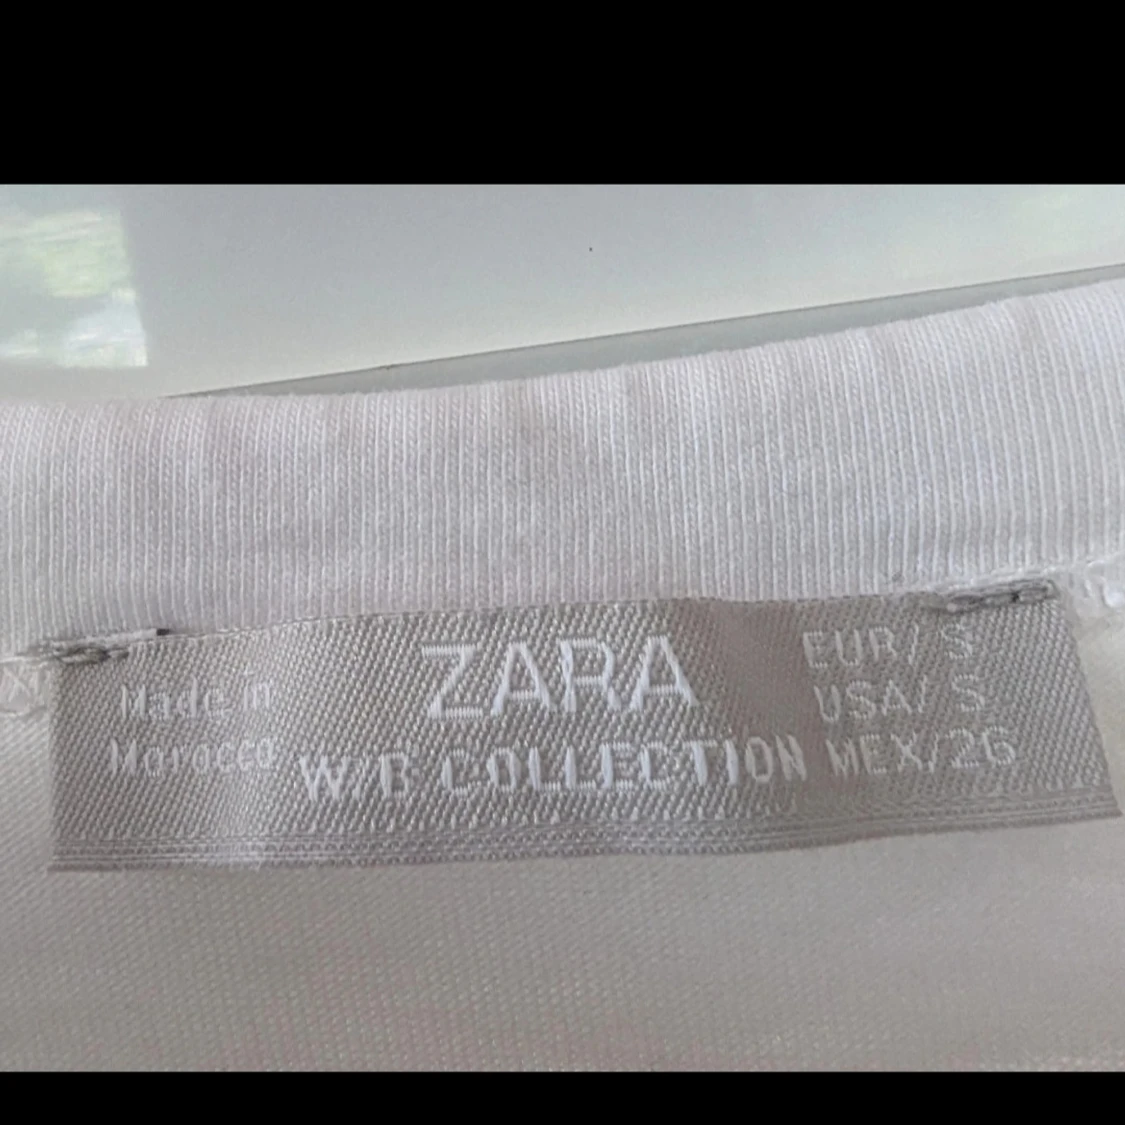 Made in
Morocco
ZARA
W/B COLLECTION
EUR/ S
USA/ S
MEX/26